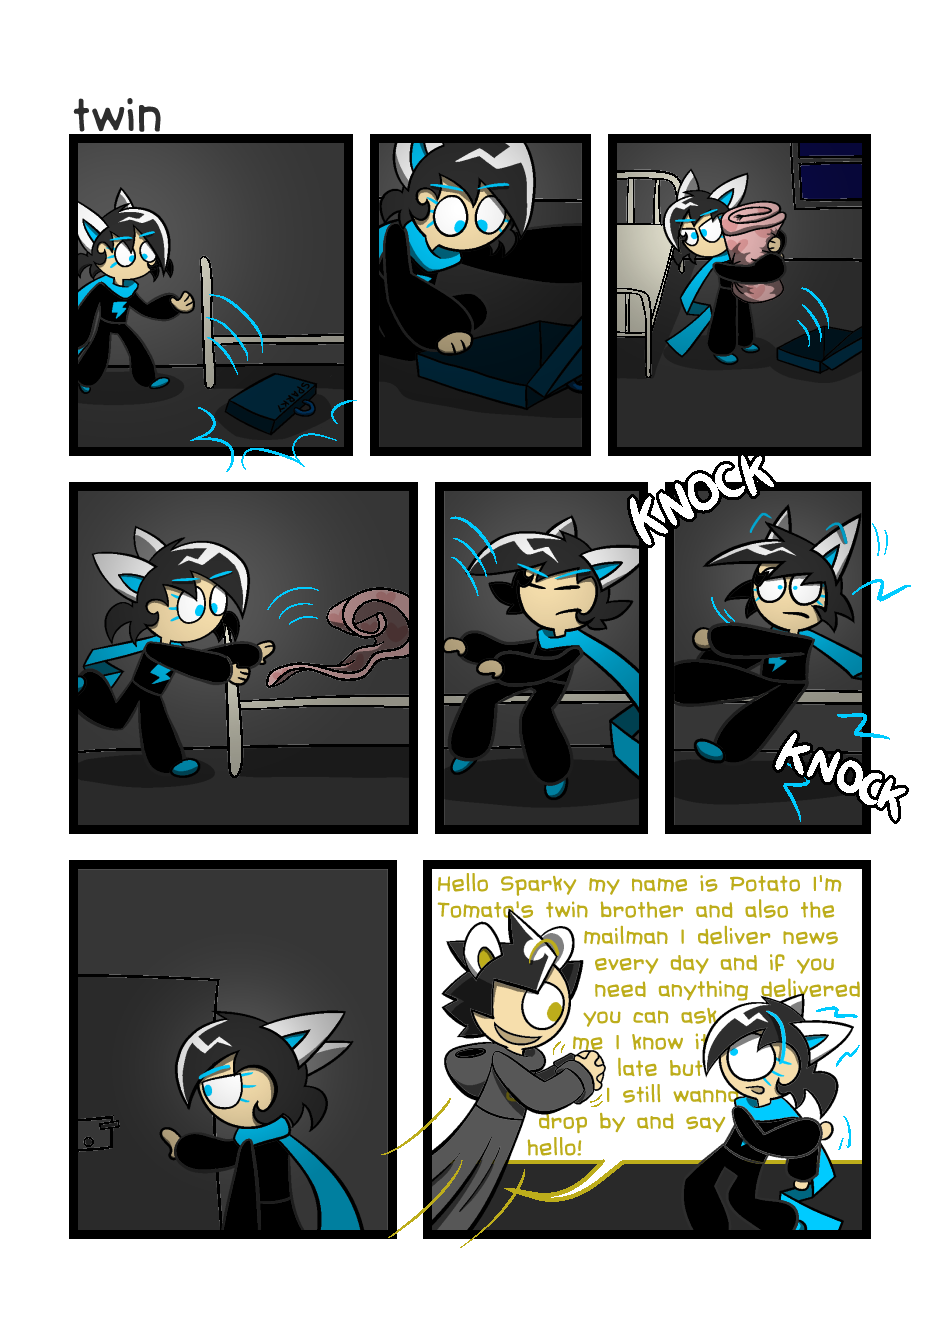 twin
SPARKY
KNOCK
KNOCK
Hello Sparky my name is Potato I'm
Tomato's twin brother and also the
mailman I deliver news
every day and if you
need anything delivered
you can ask
me I know it
late but
I still wanna
drop by and say
hello!